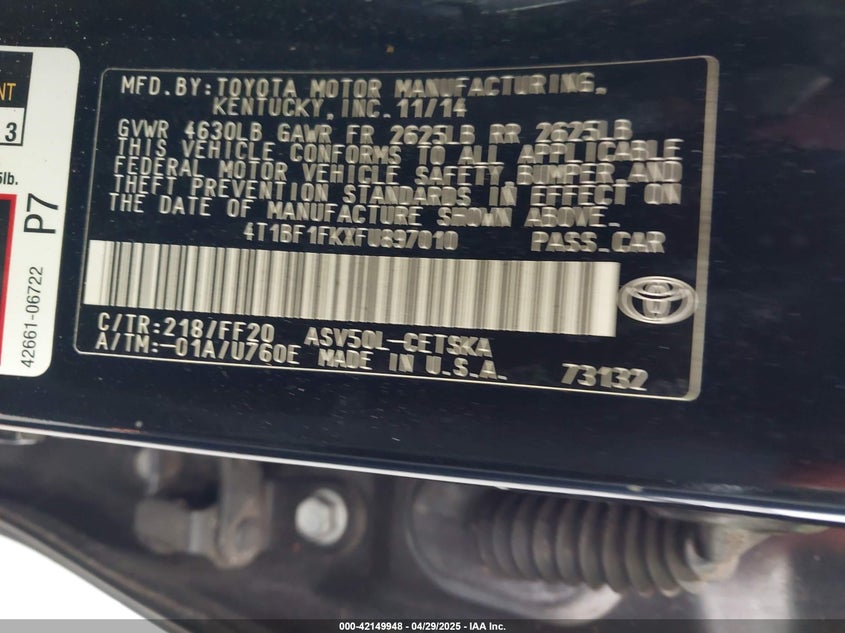 MFD.BY:TOYOTA MOTOR MANUFACTURING,
KENTUCKY, INC. 11/14
GVWR 4630LB GAWR FR 2625LB RR 2625LB
THIS VEHICLE CONFORMS TO ALL APPLICABLE
FEDERAL MOTOR VEHICLE SAFETY BUMPER AND
THEFT PREVENTION STANDARDS IN EFFECT ON
THE DATE OF MANUFACTURE SHOWN ABOVE.
4T1BF1FKXFU897010 PASS.CAR
C/TR:218/FF20 ASV50L-CETSKA
A/TM:-01A/U760E MADE IN U.S.A. 73132
NT
3
lb.
P7
42661-06722
000-42149948 - 04/29/2025 - IAA Inc.